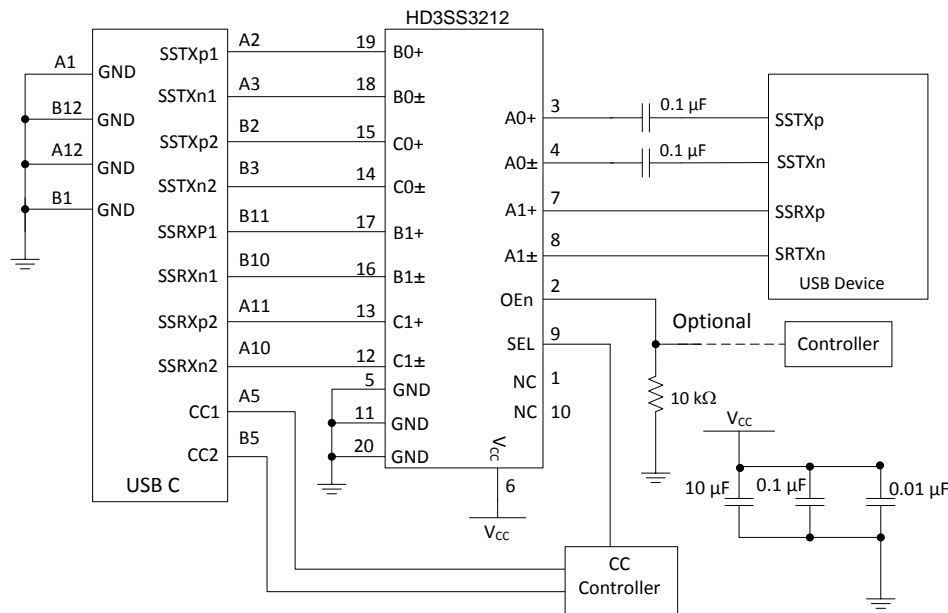 HD3SS3212
A1
GND
B12
GND
A12
GND
B1
GND
SSTXp1
A2
19
B0+
SSTXn1
A3
18
B0±
SSTXp2
B2
15
C0+
SSTXn2
B3
14
C0±
SSRXP1
B11
17
B1+
SSRXn1
B10
16
B1±
SSRXp2
A11
13
C1+
SSRXn2
A10
12
C1±
CC1
A5
CC2
B5
USB C
5
GND
11
GND
20
GND
A0+
3
0.1 µF
SSTXp
A0±
4
0.1 µF
SSTXn
A1+
7
SSRXp
A1±
8
SRTXn
USB Device
OEn
2
SEL
9
NC
1
NC
10
VCC
6
VCC
Optional
Controller
10 kΩ
VCC
10 µF
0.1 µF
0.01 µF
CC
Controller